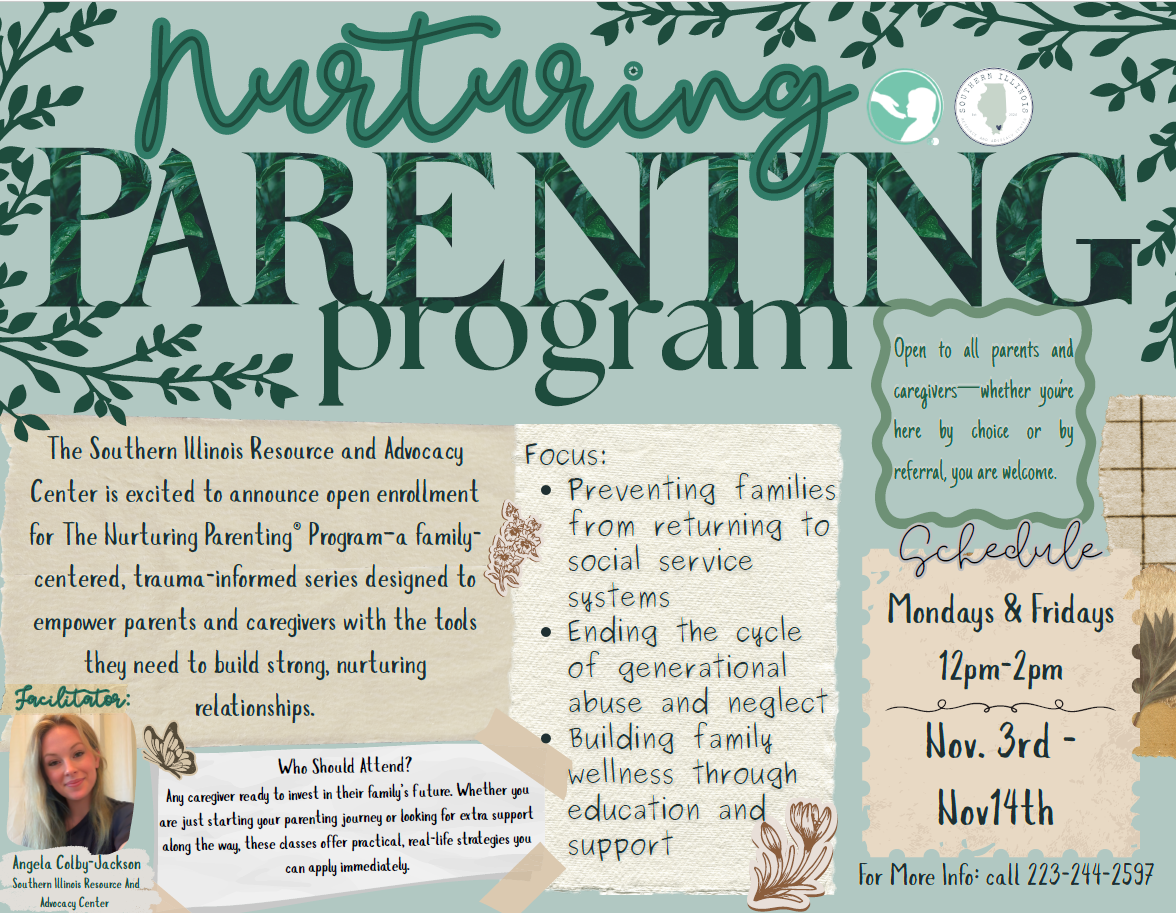 Nurturing
PARENTING
program
SOUTHERN ILLINOIS
Open to all parents and
caregivers—whether you're
here by choice or by
referral, you are welcome.
The Southern Illinois Resource and Advocacy
Center is excited to announce open enrollment
for The Nurturing Parenting® Program-a family-
centered, trauma-informed series designed to
empower parents and caregivers with the tools
they need to build strong, nurturing
relationships.
Focus:
• Preventing families
from returning to
social service
systems
• Ending the cycle
of generational
abuse and neglect
• Building family
wellness through
education and
support
Schedule
Mondays & Fridays
12pm-2pm
Nov. 3rd -
Nov14th
For More Info: call 223-244-2597
Facilitator:
Angela Colby-Jackson
Southern Illinois Resource And
Advocacy Center
Who Should Attend?
Any caregiver ready to invest in their family's future. Whether you
are just starting your parenting journey or looking for extra support
along the way, these classes offer practical, real-life strategies you
can apply immediately.